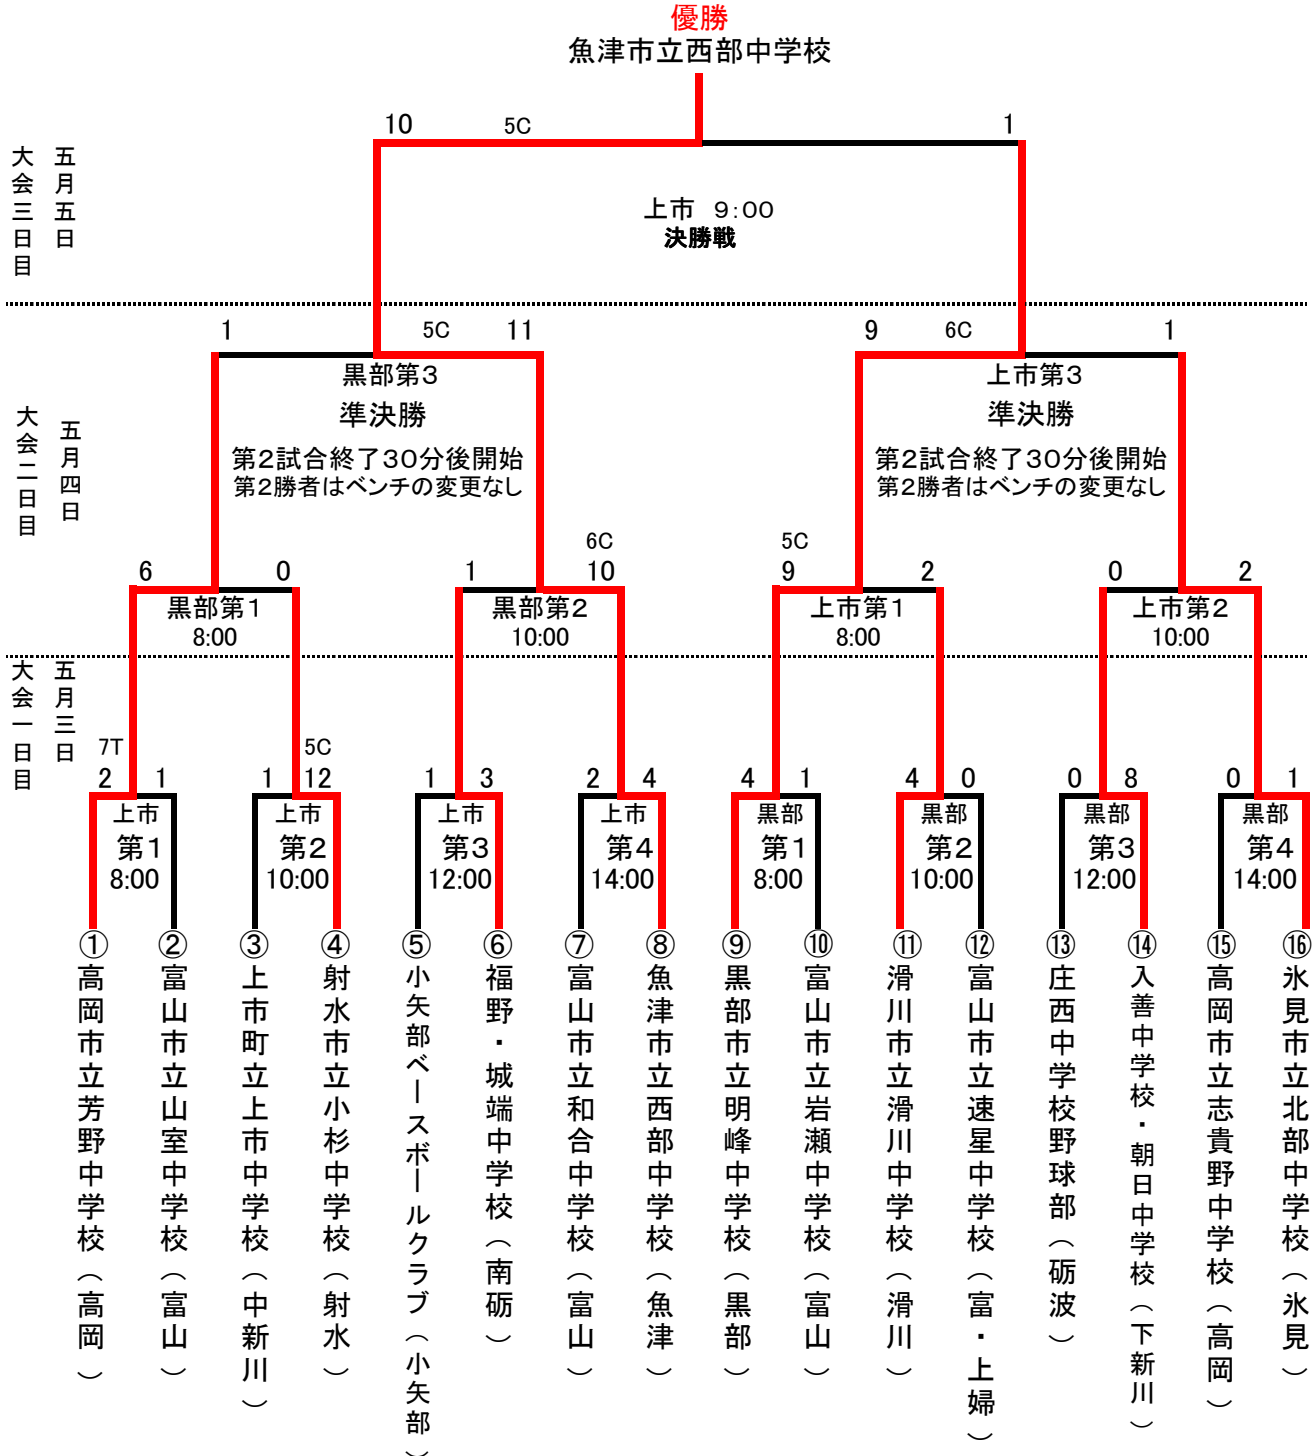 優勝
魚津市立西部中学校
10 5C 1
大会三日目
五月五日
上市 9:00
決勝戦
1 5C 11
9 6C 1
黒部第3
準決勝
第2試合終了30分後開始
第2勝者はベンチの変更なし
上市第3
準決勝
第2試合終了30分後開始
第2勝者はベンチの変更なし
大会二日目
五月四日
6 0
黒部第1
8:00
6C
1 10
黒部第2
10:00
5C
9 2
上市第1
8:00
0 2
上市第2
10:00
大会一日目
五月三日
7T
2 1
上市
第1
8:00
5C
1 12
上市
第2
10:00
1 3
上市
第3
12:00
2 4
上市
第4
14:00
4 1
黒部
第1
8:00
4 0
黒部
第2
10:00
0 8
黒部
第3
12:00
0 1
黒部
第4
14:00
①高岡市立芳野中学校(高岡)
②富山市立山室中学校(富山)
③上市町立上市中学校(中新川)
④射水市立小杉中学校(射水)
⑤小矢部ベースボールクラブ(小矢部)
⑥福野・城端中学校(南砺)
⑦富山市立和合中学校(富山)
⑧魚津市立西部中学校(魚津)
⑨黒部市立明峰中学校(黒部)
⑩富山市立岩瀬中学校(富山)
⑪滑川市立滑川中学校(滑川)
⑫富山市立速星中学校(富・上婦)
⑬庄西中学校野球部(砺波)
⑭入善中学校・朝日中学校(下新川)
⑮高岡市立志貴野中学校(高岡)
⑯氷見市立北部中学校(氷見)